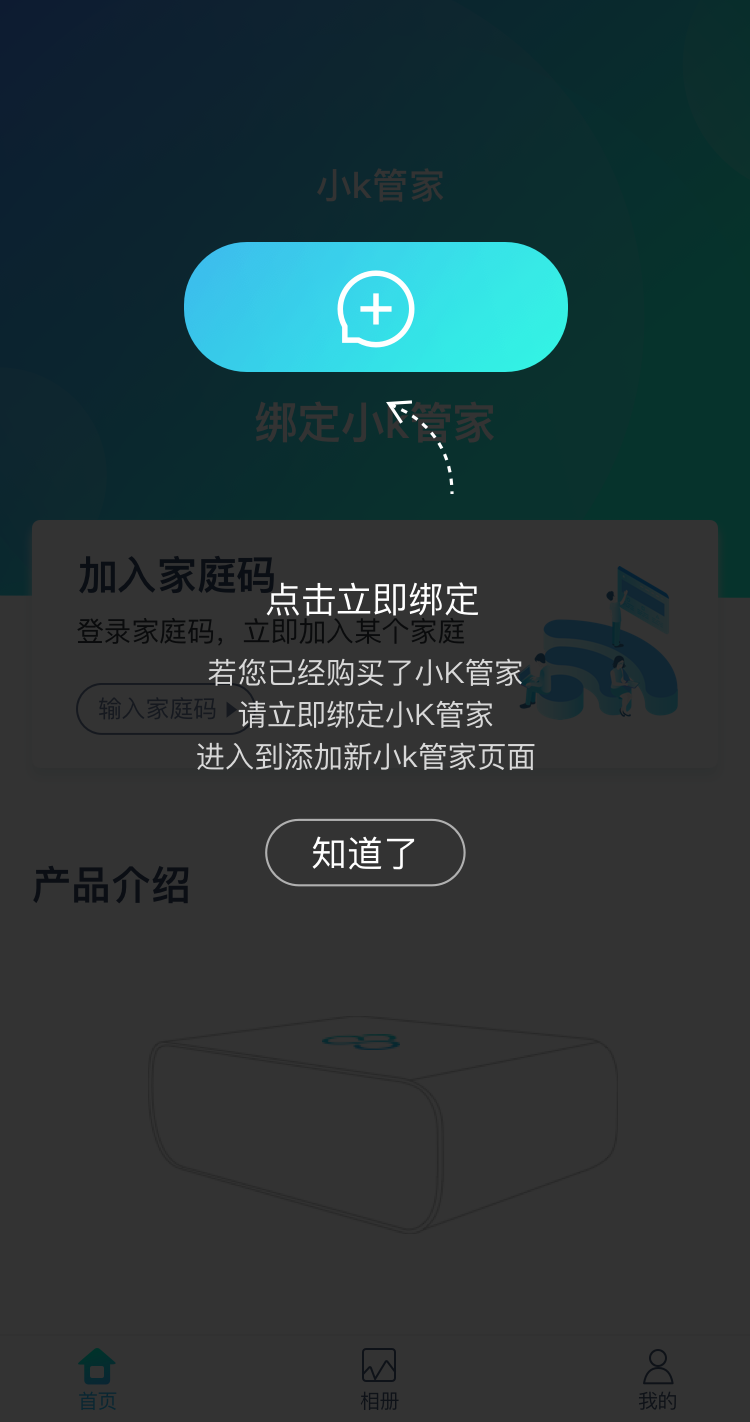 小k管家
绑定小k管家
加入家庭码
点击立即绑定
登录家庭码，立即加入某个家庭
若您已经购买了小K管家
输入家庭码
请立即绑定小K管家
进入到添加新小k管家页面
知道了
产品介绍
首页
相册
我的